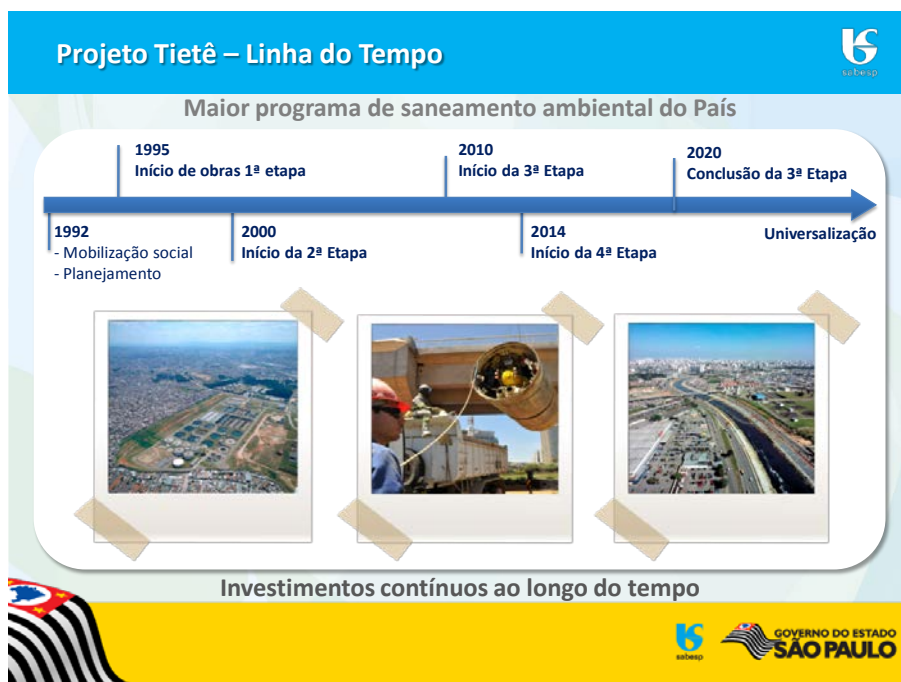 Projeto Tietê – Linha do Tempo
sabesp
Maior programa de saneamento ambiental do País
1995
Início de obras 1ª etapa
2010
Início da 3ª Etapa
2020
Conclusão da 3ª Etapa
1992
- Mobilização social
- Planejamento
2000
Início da 2ª Etapa
2014
Início da 4ª Etapa
Universalização
Investimentos contínuos ao longo do tempo
sabesp
GOVERNO DO ESTADO
SÃO PAULO